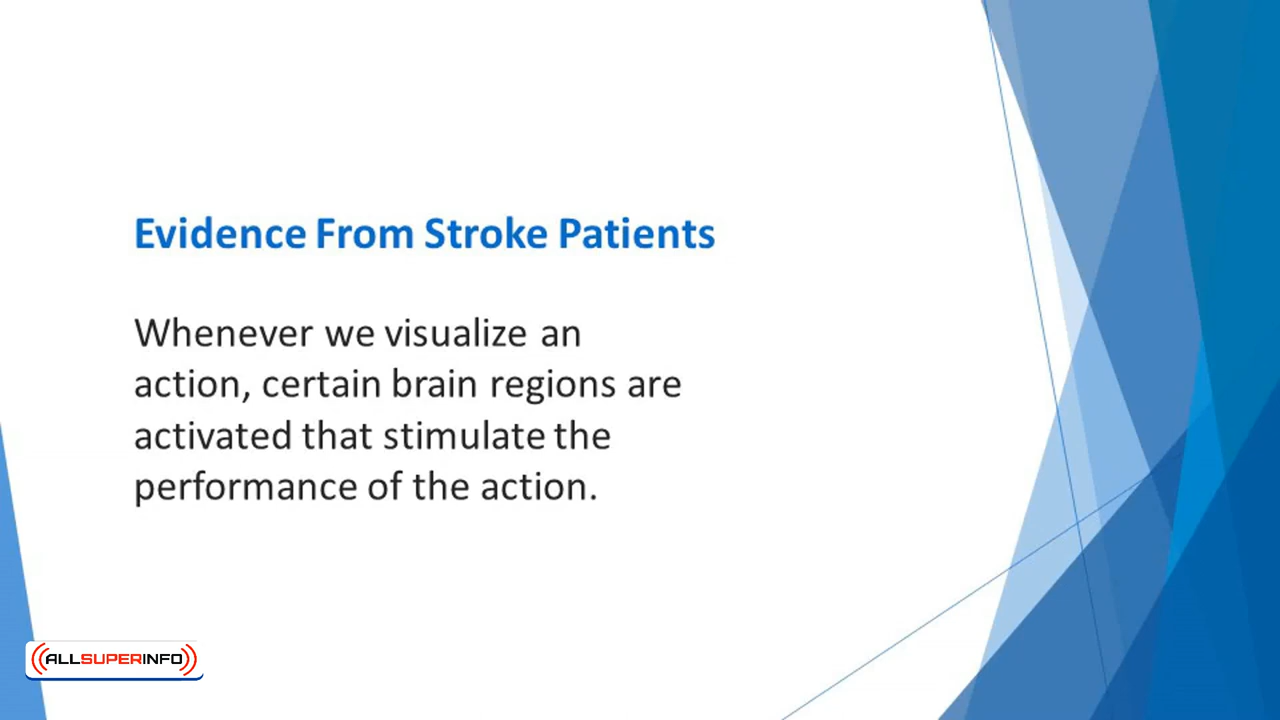 Evidence From Stroke Patients
Whenever we visualize an
action, certain brain regions are
activated that stimulate the
performance of the action.
ALLSUPERINFO